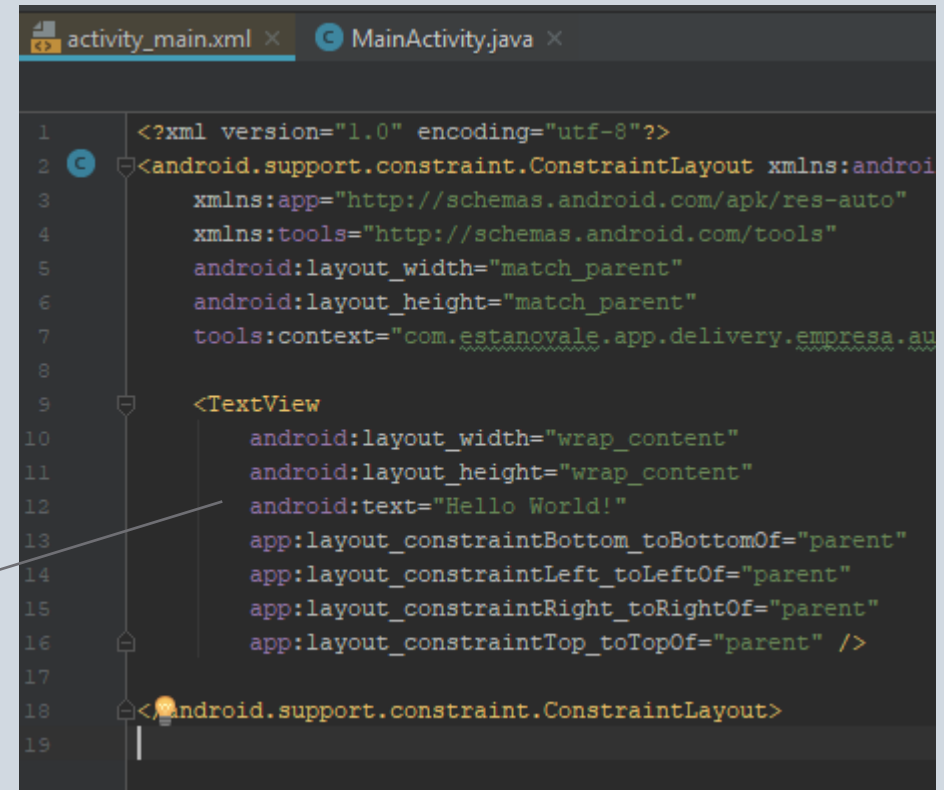 activity_main.xml MainActivity.java
1 <?xml version="1.0" encoding="utf-8"?>
2 <android.support.constraint.ConstraintLayout xmlns:androi
3 xmlns:app="http://schemas.android.com/apk/res-auto"
4 xmlns:tools="http://schemas.android.com/tools"
5 android:layout_width="match_parent"
6 android:layout_height="match_parent"
7 tools:context="com.estanovale.app.delivery.empresa.au
8
9 <TextView
10 android:layout_width="wrap_content"
11 android:layout_height="wrap_content"
12 android:text="Hello World!"
13 app:layout_constraintBottom_toBottomOf="parent"
14 app:layout_constraintLeft_toLeftOf="parent"
15 app:layout_constraintRight_toRightOf="parent"
16 app:layout_constraintTop_toTopOf="parent" />
17
18 </android.support.constraint.ConstraintLayout>
19